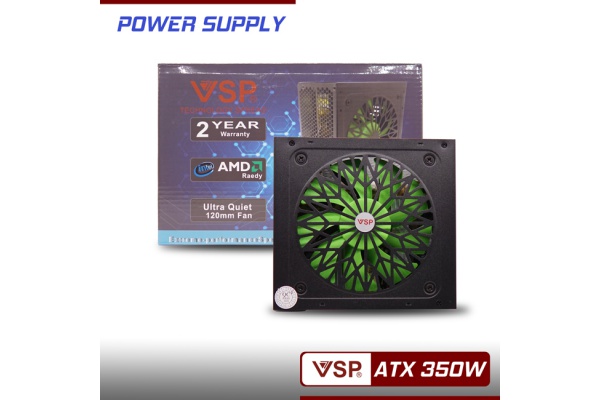 POWER SUPPLY
VSP®
2 YEAR
Warranty
AMD
Raedy
Ultra Quiet
120mm Fan
VSP
VSP® ATX 350W